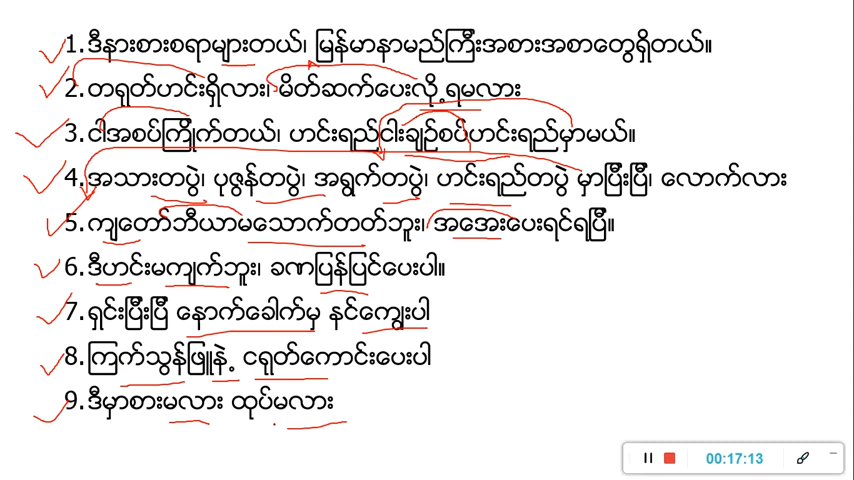 1. ဒီနားစားစရာများတယ်၊ မြန်မာနာမည်ကြီးအစားအစာတွေရှိတယ်။
2. တရုတ်ဟင်းရှိလား၊ မိတ်ဆက်ပေးလို့ရမလား
3. ငါအစပ်ကြိုက်တယ်၊ ဟင်းရည်ငါးချဉ်စပ်ဟင်းရည်မှာမယ်။
4. အသားတပွဲ၊ ပုဇွန်တပွဲ၊ အရွက်တပွဲ၊ ဟင်းရည်တပွဲ မှာပြီးပြီ၊ လောက်လား
5. ကျတော်ဘီယာမသောက်တတ်ဘူး၊ အအေးပေးရင်ရပြီ။
6. ဒီဟင်းမကျက်ဘူး၊ ခဏပြန်ပြင်ပေးပါ။
7. ရှင်းပြီးပြီ နောက်ခေါက်မှ နင်ကျွေးပါ
8. ကြက်သွန်ဖြူနဲ့ ငရုတ်ကောင်းပေးပါ
9. ဒီမှာစားမလား ထုပ်မလား
00:17:13